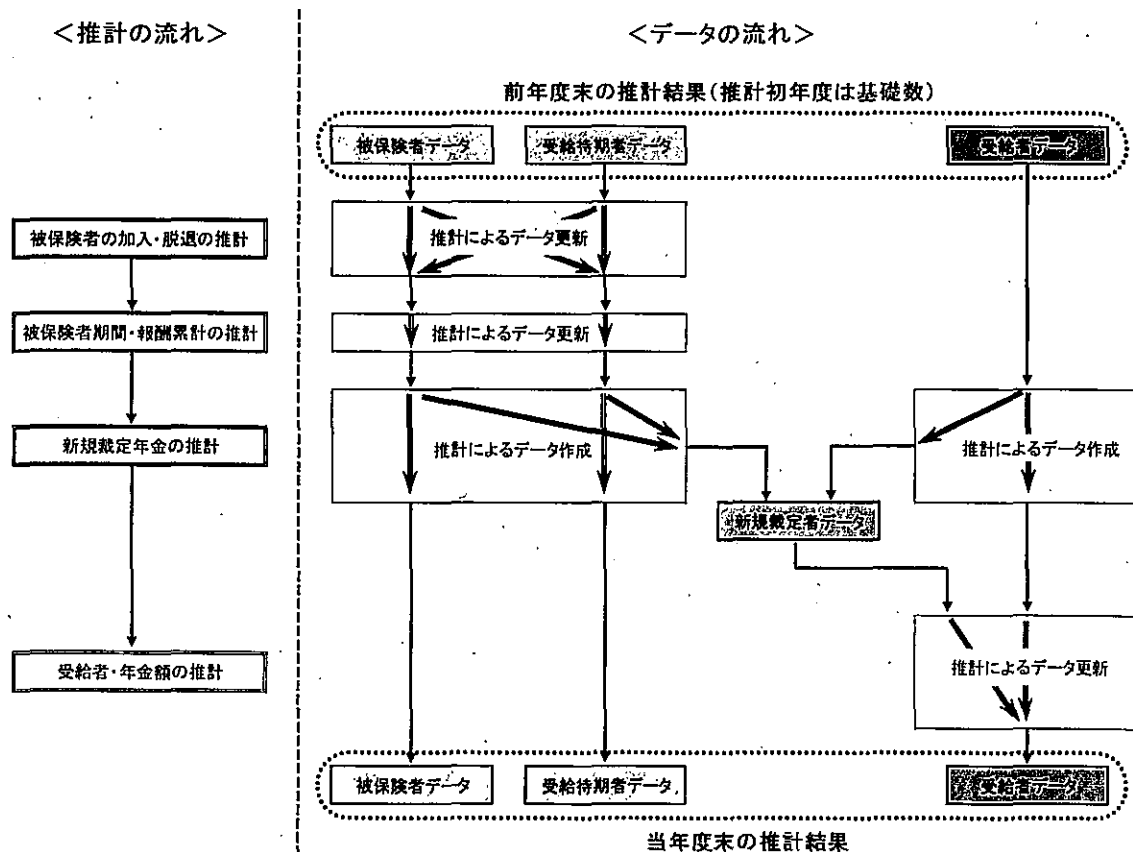 ＜推計の流れ＞
＜データの流れ＞
前年度末の推計結果（推計初年度は基礎数）
被保険者データ
受給待期者データ
受給者データ
被保険者の加入・脱退の推計
推計によるデータ更新
被保険者期間・報酬累計の推計
推計によるデータ更新
新規裁定年金の推計
推計によるデータ作成
推計によるデータ作成
新規裁定者データ
受給者・年金額の推計
推計によるデータ更新
被保険者データ
受給待期者データ
受給者データ
当年度末の推計結果